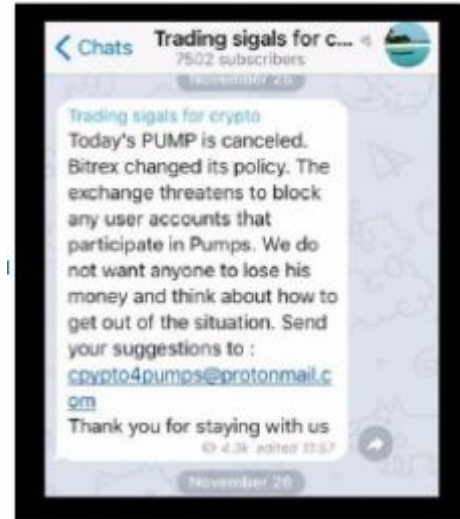 Chats
Trading sigals for c...
7502 subscribers
November 25
Trading sigals for crypto
Today's PUMP is canceled.
Bitrex changed its policy. The
exchange threatens to block
any user accounts that
participate in Pumps. We do
not want anyone to lose his
money and think about how to
get out of the situation. Send
your suggestions to :
cpypto4pumps@protonmail.c
om
Thank you for staying with us
4.3K edited 11:57
November 26